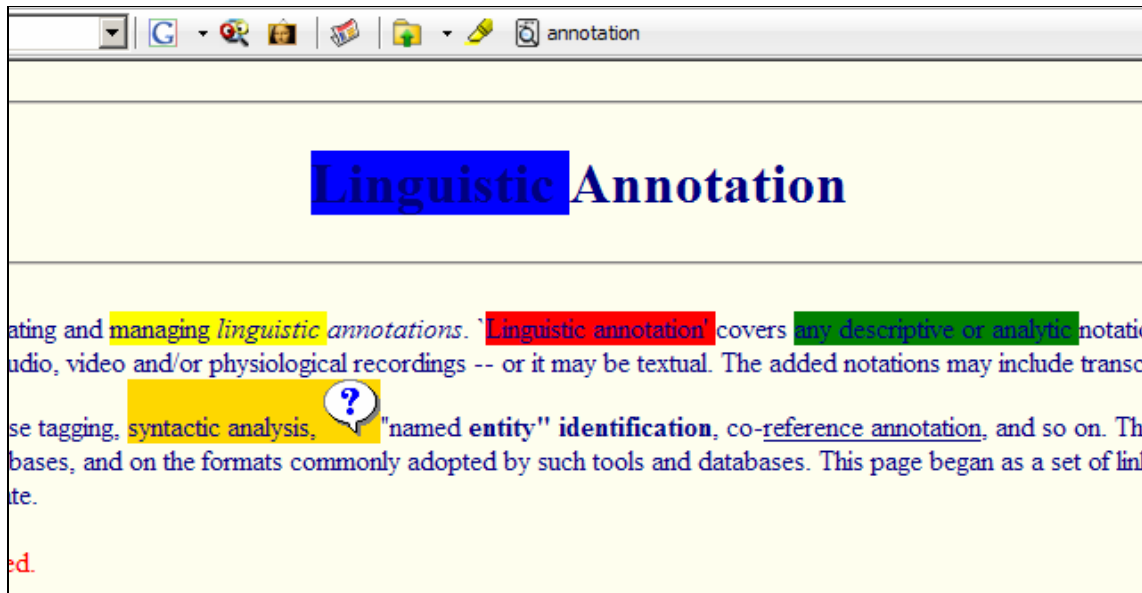 annotation
Linguistic Annotation
ating and managing linguistic annotations. `Linguistic annotation' covers any descriptive or analytic notatio
udio, video and/or physiological recordings -- or it may be textual. The added notations may include transc
?
se tagging, syntactic analysis, "named entity" identification, co-reference annotation, and so on. Th
bases, and on the formats commonly adopted by such tools and databases. This page began as a set of lin
te.
ed.